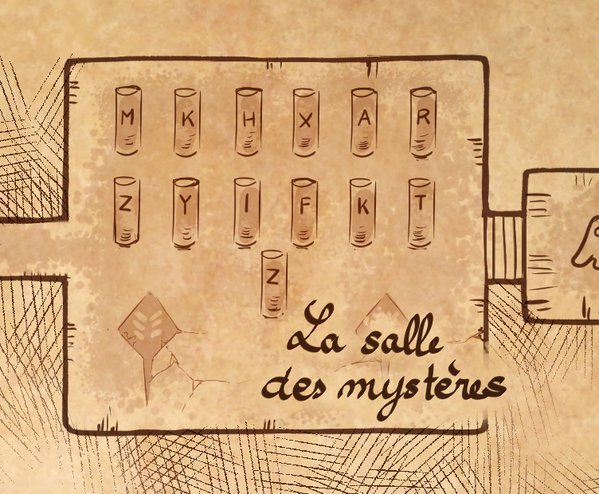 M K H X A R
Z Y I F K T
Z
La salle
des mystères